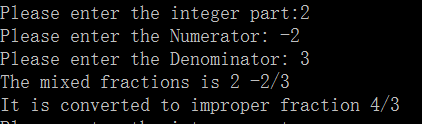 Please enter the integer part:2
Please enter the Numerator: -2
Please enter the Denominator: 3
The mixed fractions is 2 -2/3
It is converted to improper fraction 4/3